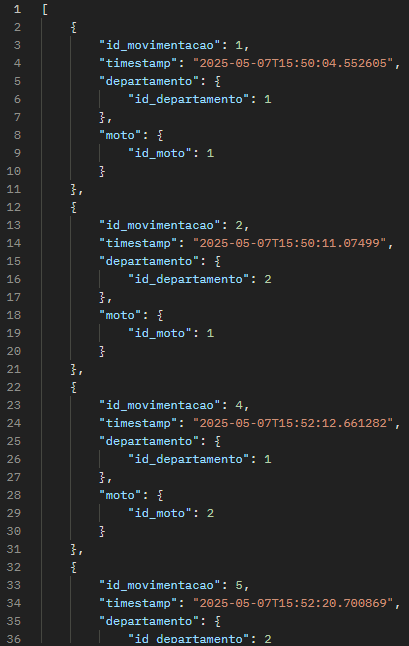 1 [
2 {
3 "id_movimentacao": 1,
4 "timestamp": "2025-05-07T15:50:04.552605",
5 "departamento": {
6 "id_departamento": 1
7 },
8 "moto": {
9 "id_moto": 1
10 }
11 },
12 {
13 "id_movimentacao": 2,
14 "timestamp": "2025-05-07T15:50:11.07499",
15 "departamento": {
16 "id_departamento": 2
17 },
18 "moto": {
19 "id_moto": 1
20 }
21 },
22 {
23 "id_movimentacao": 4,
24 "timestamp": "2025-05-07T15:52:12.661282",
25 "departamento": {
26 "id_departamento": 1
27 },
28 "moto": {
29 "id_moto": 2
30 }
31 },
32 {
33 "id_movimentacao": 5,
34 "timestamp": "2025-05-07T15:52:20.700869",
35 "departamento": {
36 "id_departamento": 2